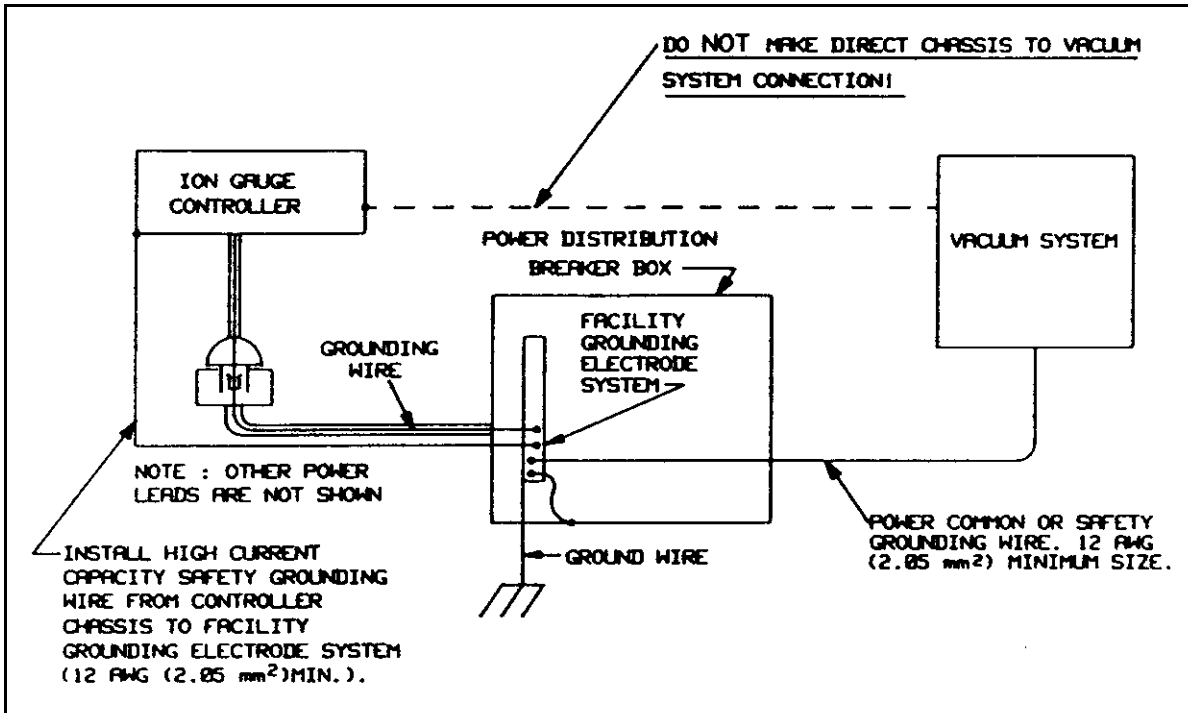 DO NOT MAKE DIRECT CHASSIS TO VACUUM
SYSTEM CONNECTION!
ION GAUGE
CONTROLLER
VACUUM SYSTEM
POWER DISTRIBUTION
BREAKER BOX
FACILITY
GROUNDING
ELECTRODE
SYSTEM
GROUNDING
WIRE
NOTE : OTHER POWER
LEADS ARE NOT SHOWN
GROUND WIRE
POWER COMMON OR SAFETY
GROUNDING WIRE. 12 AWG
(2.05 mm²) MINIMUM SIZE.
INSTALL HIGH CURRENT
CAPACITY SAFETY GROUNDING
WIRE FROM CONTROLLER
CHASSIS TO FACILITY
GROUNDING ELECTRODE SYSTEM
(12 AWG (2.05 mm²)MIN.).